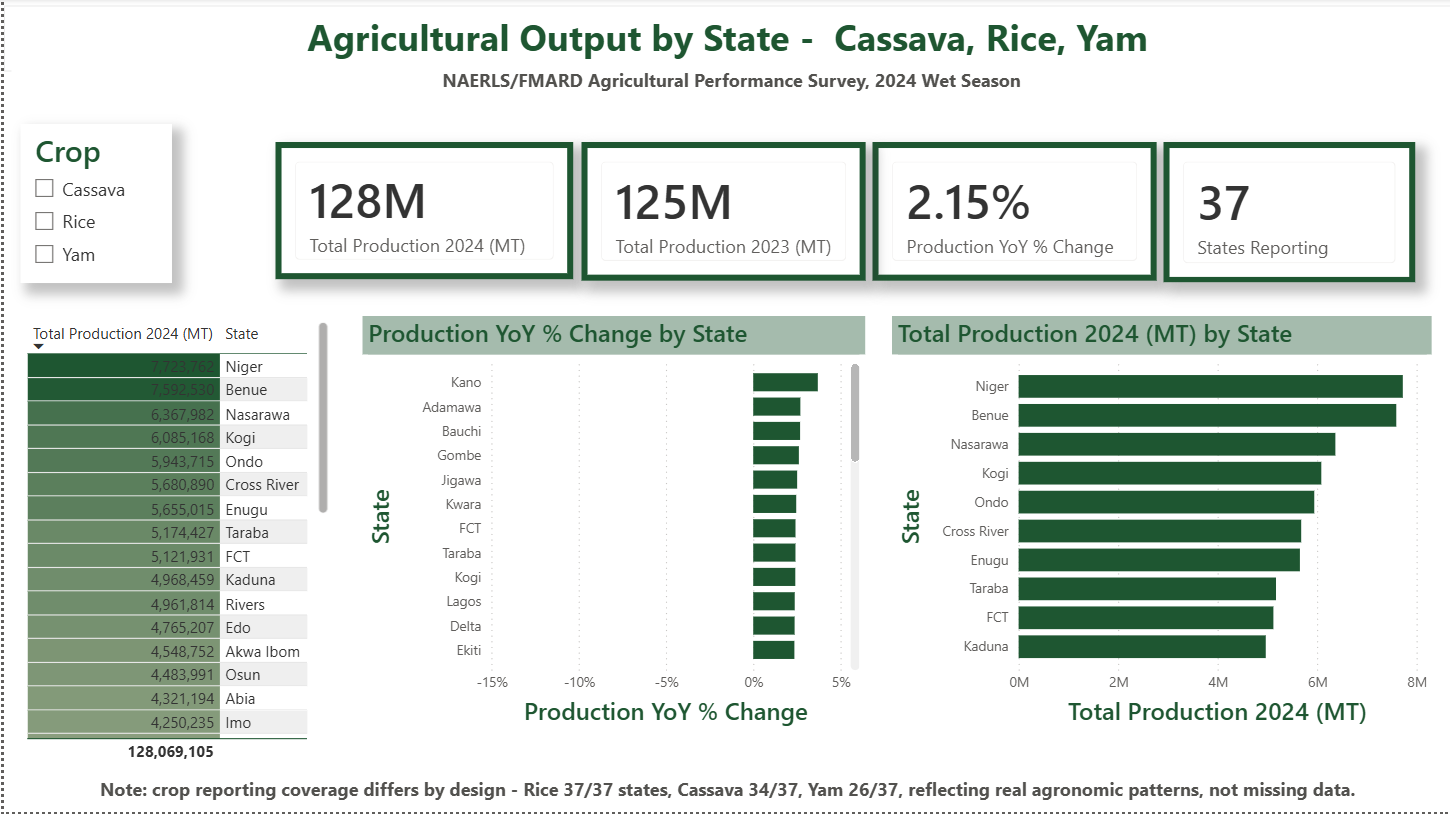 Agricultural Output by State - Cassava, Rice, Yam
NAERLS/FMARD Agricultural Performance Survey, 2024 Wet Season
Crop
Cassava
Rice
Yam
128M
Total Production 2024 (MT)
125M
Total Production 2023 (MT)
2.15%
Production YoY % Change
37
States Reporting
Total Production 2024 (MT) State
7,723,762 Niger
7,592,530 Benue
6,367,982 Nasarawa
6,085,168 Kogi
5,943,715 Ondo
5,680,890 Cross River
5,655,015 Enugu
5,174,427 Taraba
5,121,931 FCT
4,968,459 Kaduna
4,961,814 Rivers
4,765,207 Edo
4,548,752 Akwa Ibom
4,483,991 Osun
4,321,194 Abia
4,250,235 Imo
128,069,105
Production YoY % Change by State
State
Kano
Adamawa
Bauchi
Gombe
Jigawa
Kwara
FCT
Taraba
Kogi
Lagos
Delta
Ekiti
-15% -10% -5% 0% 5%
Production YoY % Change
Total Production 2024 (MT) by State
State
Niger
Benue
Nasarawa
Kogi
Ondo
Cross River
Enugu
Taraba
FCT
Kaduna
0M 2M 4M 6M 8M
Total Production 2024 (MT)
Note: crop reporting coverage differs by design - Rice 37/37 states, Cassava 34/37, Yam 26/37, reflecting real agronomic patterns, not missing data.